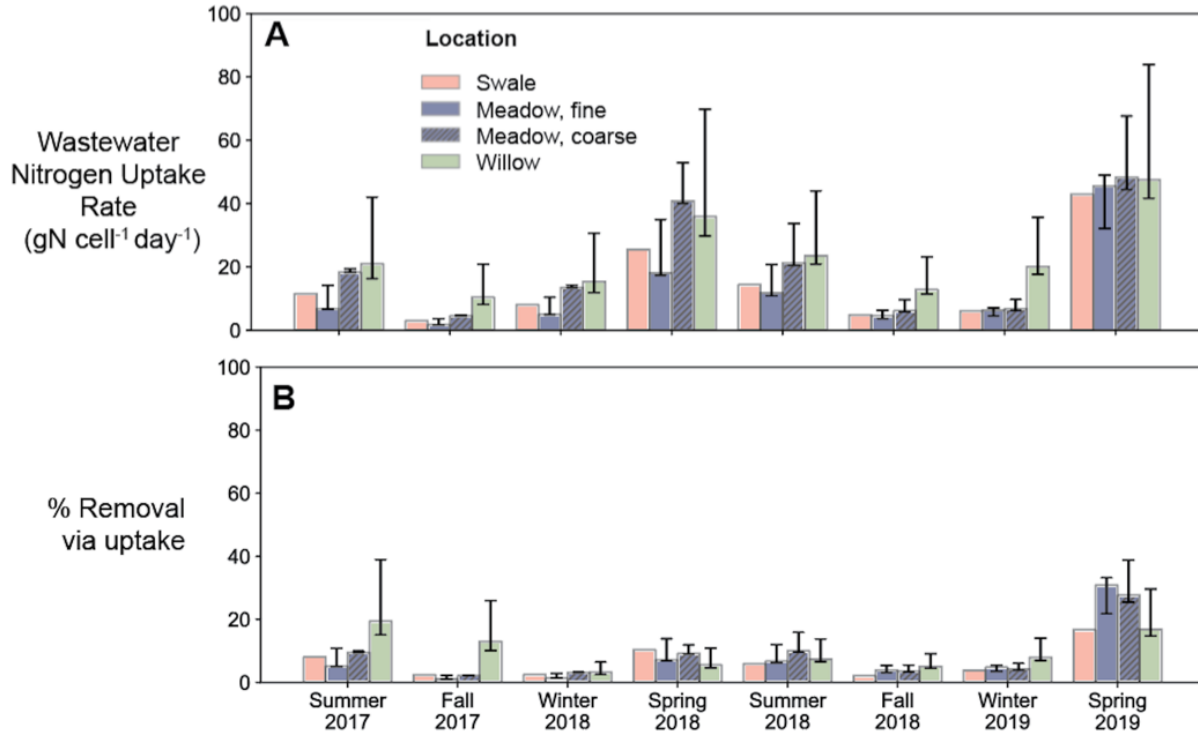 100
A
Location
80
Swale
Meadow, fine
60
Meadow, coarse
Wastewater
Willow
Nitrogen Uptake
40
Rate
(gN cell⁻¹ day⁻¹)
20
0
100
B
80
60
% Removal
via uptake
40
20
0
Summer Fall Winter Spring Summer Fall Winter Spring
2017 2017 2018 2018 2018 2018 2019 2019